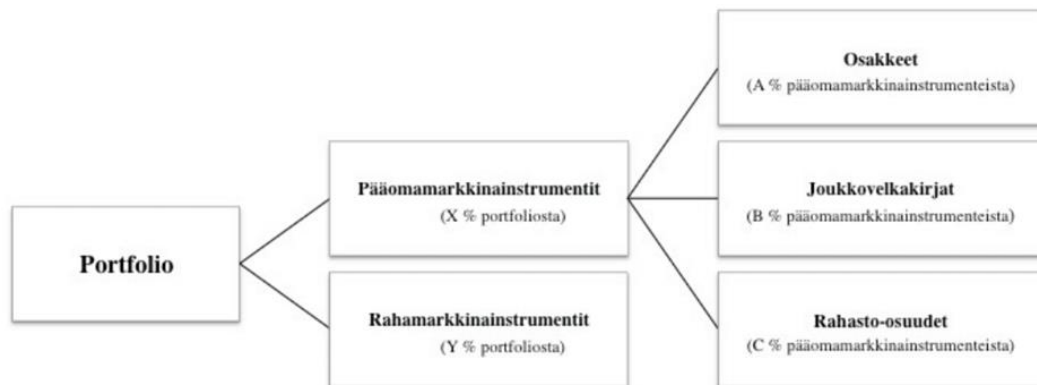 Portfolio
Pääomamarkkinainstrumentit
(X % portfoliosta)
Rahamarkkinainstrumentit
(Y % portfoliosta)
Osakkeet
(A % pääomamarkkinainstrumenteista)
Joukkovelkakirjat
(B % pääomamarkkinainstrumenteista)
Rahasto-osuudet
(C % pääomamarkkinainstrumenteista)